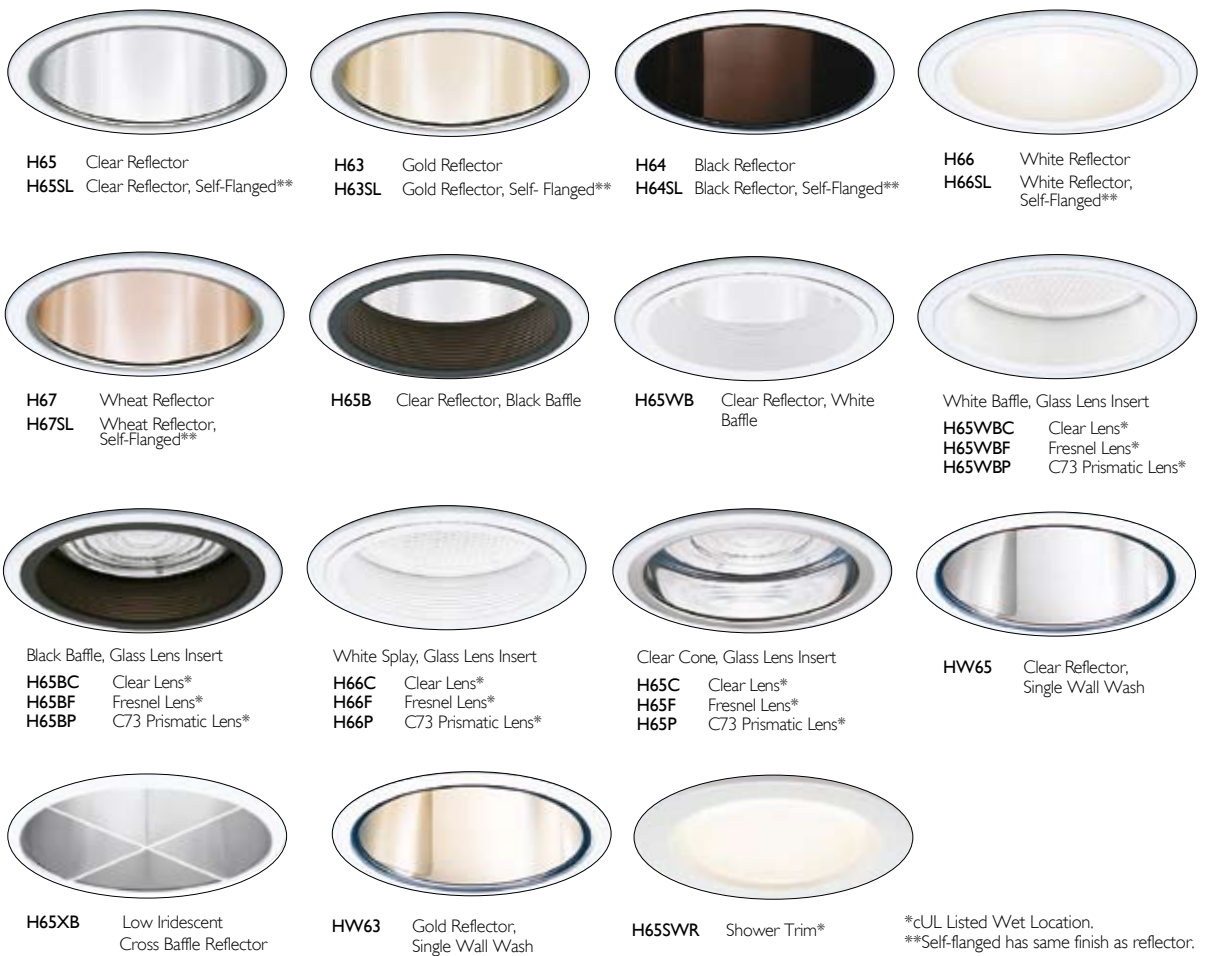 H65 Clear Reflector
H65SL Clear Reflector, Self-Flanged**
H63 Gold Reflector
H63SL Gold Reflector, Self- Flanged**
H64 Black Reflector
H64SL Black Reflector, Self-Flanged**
H66 White Reflector
H66SL White Reflector,
Self-Flanged**
H67 Wheat Reflector
H67SL Wheat Reflector,
Self-Flanged**
H65B Clear Reflector, Black Baffle
H65WB Clear Reflector, White
Baffle
White Baffle, Glass Lens Insert
H65WBC Clear Lens*
H65WBF Fresnel Lens*
H65WBP C73 Prismatic Lens*
Black Baffle, Glass Lens Insert
H65BC Clear Lens*
H65BF Fresnel Lens*
H65BP C73 Prismatic Lens*
White Splay, Glass Lens Insert
H66C Clear Lens*
H66F Fresnel Lens*
H66P C73 Prismatic Lens*
Clear Cone, Glass Lens Insert
H65C Clear Lens*
H65F Fresnel Lens*
H65P C73 Prismatic Lens*
HW65 Clear Reflector,
Single Wall Wash
H65XB Low Iridescent
Cross Baffle Reflector
HW63 Gold Reflector,
Single Wall Wash
H65SWR Shower Trim*
*cUL Listed Wet Location.
**Self-flanged has same finish as reflector.